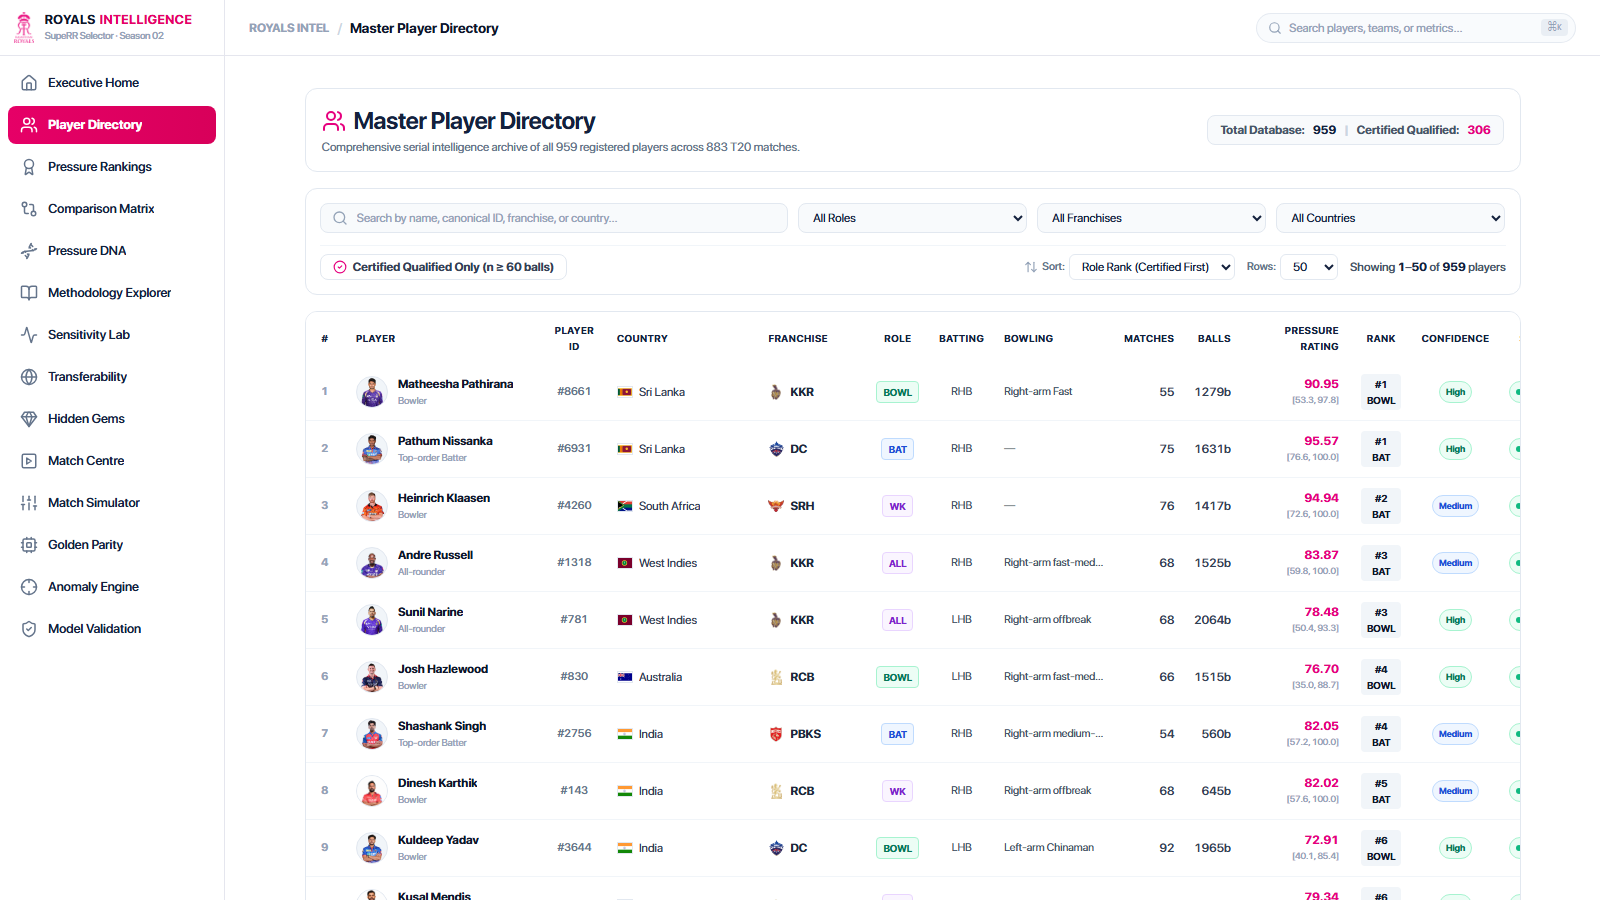 ROYALS INTELLIGENCE
SupeRR Selector · Season 02
ROYALS INTEL / Master Player Directory
Search players, teams, or metrics...
⌘K
Executive Home
Player Directory
Pressure Rankings
Comparison Matrix
Pressure DNA
Methodology Explorer
Sensitivity Lab
Transferability
Hidden Gems
Match Centre
Match Simulator
Golden Parity
Anomaly Engine
Model Validation
Master Player Directory
Comprehensive serial intelligence archive of all 959 registered players across 883 T20 matches.
Total Database: 959 | Certified Qualified: 306
Search by name, canonical ID, franchise, or country...
All Roles
All Franchises
All Countries
Certified Qualified Only (n ≥ 60 balls)
Sort: Role Rank (Certified First)
Rows: 50
Showing 1–50 of 959 players
# PLAYER PLAYER ID COUNTRY FRANCHISE ROLE BATTING BOWLING MATCHES BALLS PRESSURE RATING RANK CONFIDENCE
1 Matheesha Pathirana #8661 Sri Lanka KKR BOWL RHB Right-arm Fast 55 1279b 90.95 #1 High
Bowler [53.3, 97.8] BOWL
2 Pathum Nissanka #6931 Sri Lanka DC BAT RHB — 75 1631b 95.57 #1 High
Top-order Batter [76.6, 100.0] BAT
3 Heinrich Klaasen #4260 South Africa SRH WK RHB — 76 1417b 94.94 #2 Medium
Bowler [72.6, 100.0] BAT
4 Andre Russell #1318 West Indies KKR ALL RHB Right-arm fast-med... 68 1525b 83.87 #3 Medium
All-rounder [59.8, 100.0] BAT
5 Sunil Narine #781 West Indies KKR ALL LHB Right-arm offbreak 68 2064b 78.48 #3 High
All-rounder [50.4, 93.3] BOWL
6 Josh Hazlewood #830 Australia RCB BOWL LHB Right-arm fast-med... 66 1515b 76.70 #4 High
Bowler [35.0, 88.7] BOWL
7 Shashank Singh #2756 India PBKS BAT RHB Right-arm medium-... 54 560b 82.05 #4 Medium
Top-order Batter [57.2, 100.0] BAT
8 Dinesh Karthik #143 India RCB WK RHB Right-arm offbreak 68 645b 82.02 #5 Medium
Bowler [57.6, 100.0] BAT
9 Kuldeep Yadav #3644 India DC BOWL LHB Left-arm Chinaman 92 1965b 72.91 #6 High
Bowler [40.1, 85.4] BOWL
Kusal Mendis 79.34 #6